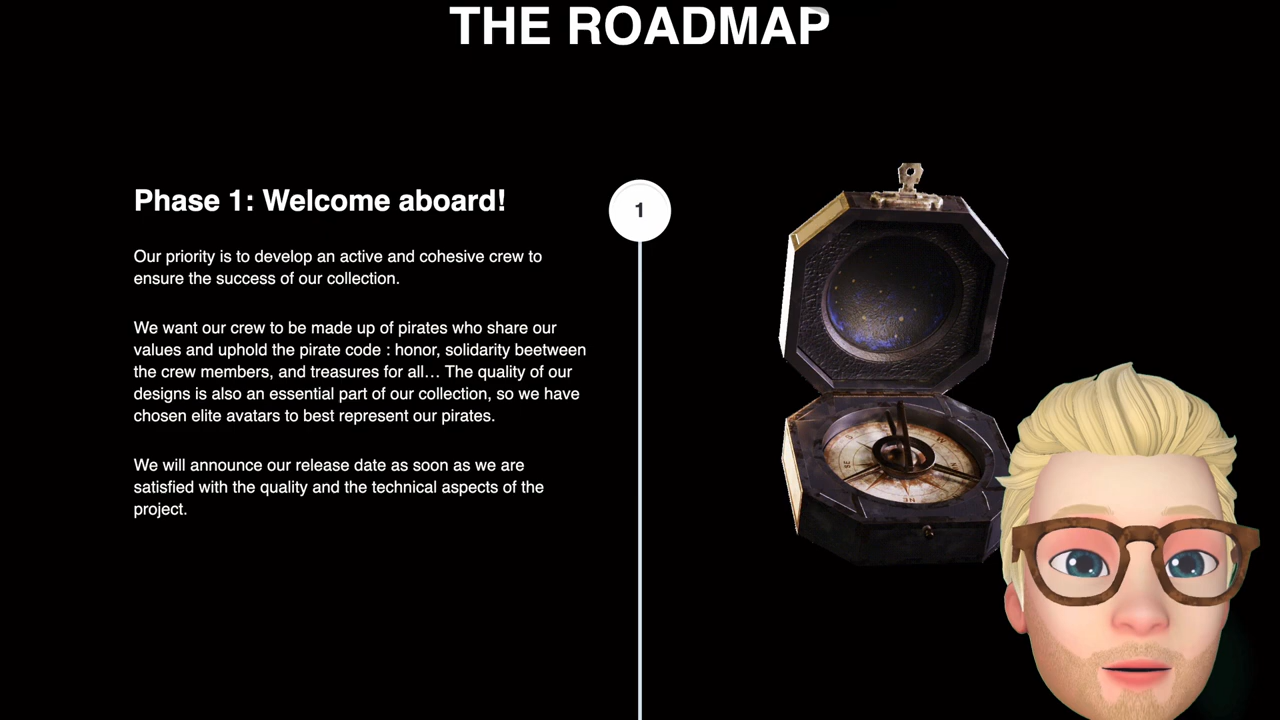 THE ROADMAP
Phase 1: Welcome aboard!
1
Our priority is to develop an active and cohesive crew to
ensure the success of our collection.
We want our crew to be made up of pirates who share our
values and uphold the pirate code : honor, solidarity beetween
the crew members, and treasures for all... The quality of our
designs is also an essential part of our collection, so we have
chosen elite avatars to best represent our pirates.
We will announce our release date as soon as we are
satisfied with the quality and the technical aspects of the
project.